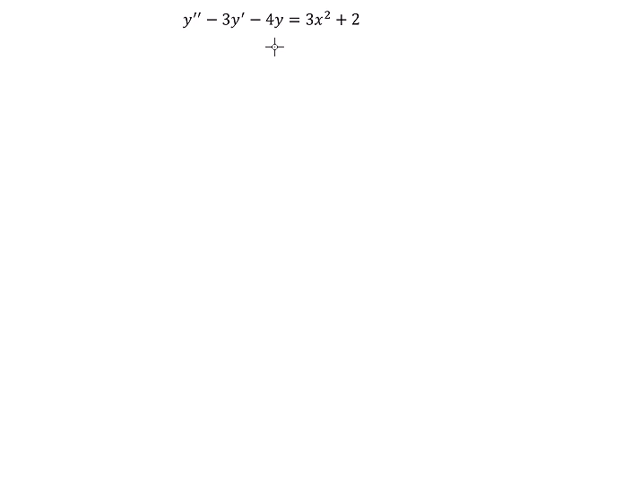 y′′ − 3y′ − 4y = 3x² + 2